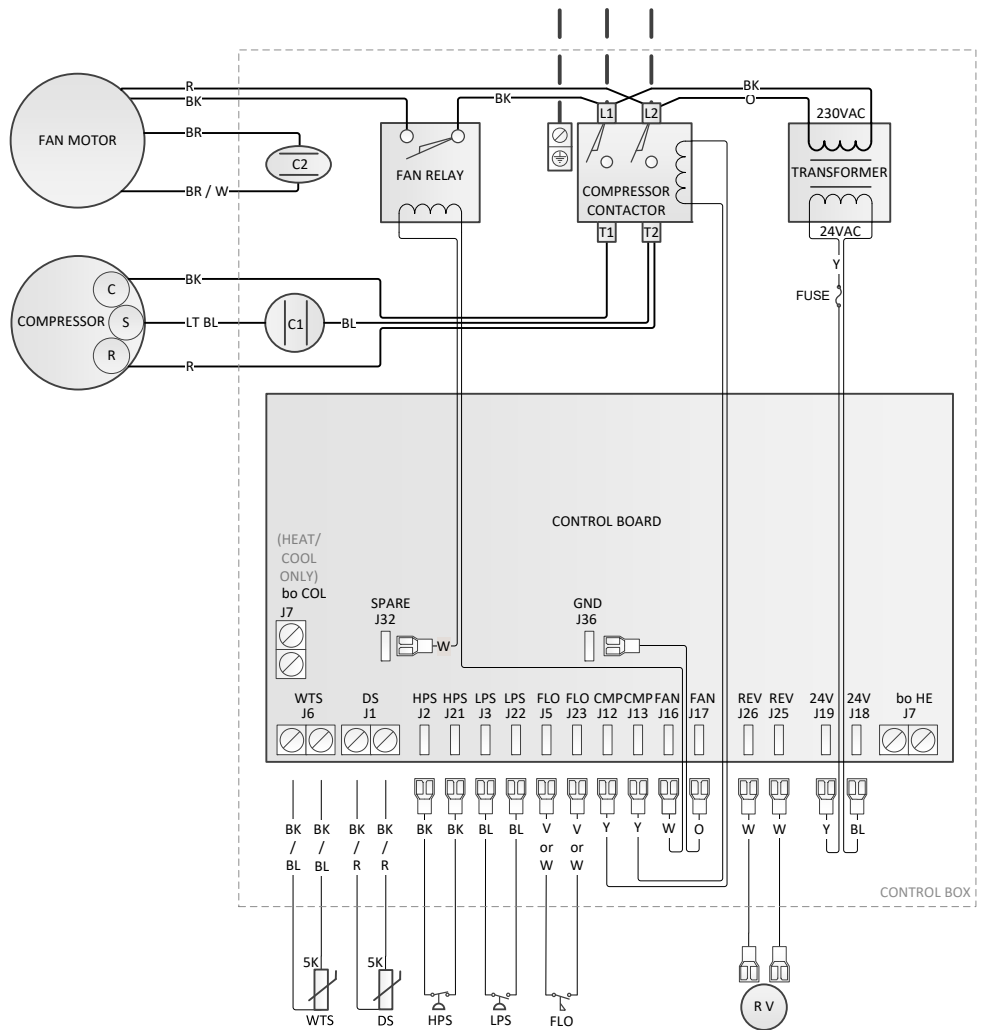 R
BK
BK
BK
O
L1
L2
230VAC
FAN MOTOR
BR
C2
FAN RELAY
COMPRESSOR
CONTACTOR
TRANSFORMER
BR / W
T1
T2
24VAC
Y
FUSE
BK
C
COMPRESSOR
S
LT BL
C1
BL
R
R
CONTROL BOARD
(HEAT/
COOL
ONLY)
bo COL
J7
SPARE
J32
W
GND
J36
WTS
J6
DS
J1
HPS
J2
HPS
J21
LPS
J3
LPS
J22
FLO
J5
FLO
J23
CMP
J12
CMP
J13
FAN
J16
FAN
J17
REV
J26
REV
J25
24V
J19
24V
J18
bo HE
J7
BK
/
BL
BK
/
BL
BK
/
R
BK
/
R
BK
BK
BL
BL
V
or
W
V
or
W
Y
Y
W
O
W
W
Y
BL
CONTROL BOX
5K
WTS
5K
DS
HPS
LPS
FLO
R V